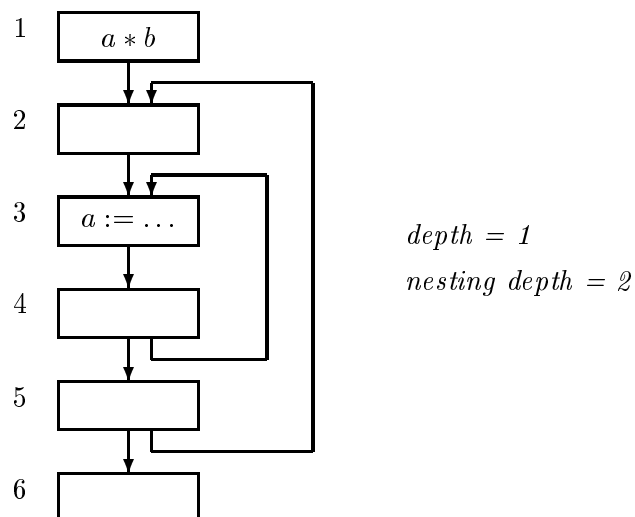 1
a ∗ b
2
3
a := ...
depth = 1
nesting depth = 2
4
5
6